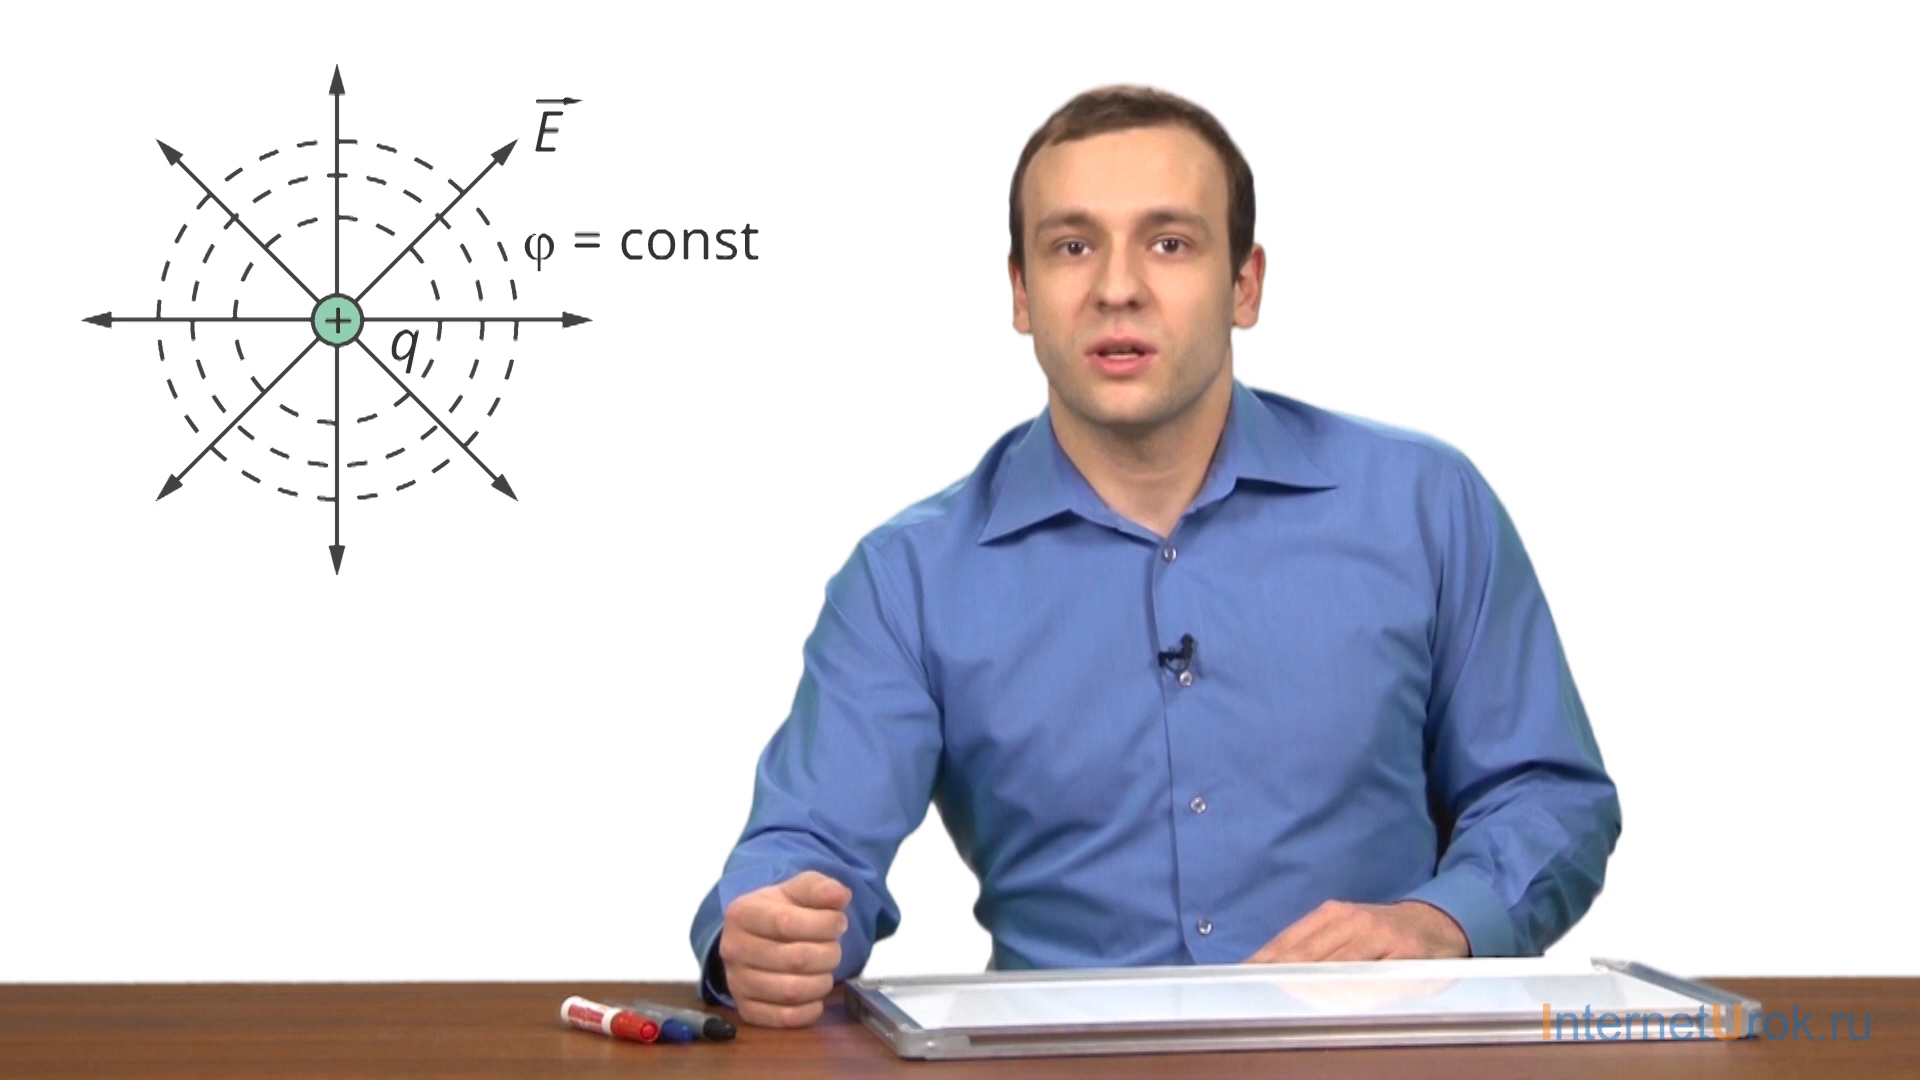 E
φ = const
+
q
InternetUrok.ru